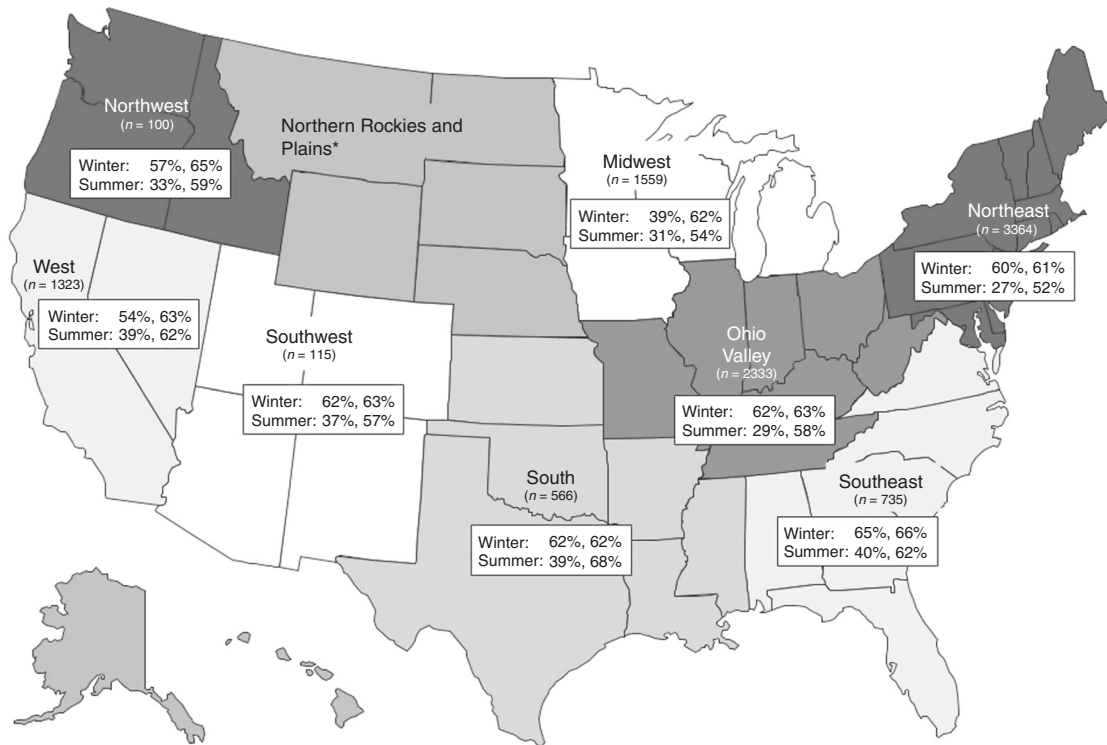 Northwest
(n = 100)
Winter: 57%, 65%
Summer: 33%, 59%
Northern Rockies and
Plains*
Midwest
(n = 1559)
Winter: 39%, 62%
Summer: 31%, 54%
Northeast
(n = 3364)
Winter: 60%, 61%
Summer: 27%, 52%
West
(n = 1323)
Winter: 54%, 63%
Summer: 39%, 62%
Southwest
(n = 115)
Winter: 62%, 63%
Summer: 37%, 57%
Ohio
Valley
(n = 2333)
Winter: 62%, 63%
Summer: 29%, 58%
South
(n = 566)
Winter: 62%, 62%
Summer: 39%, 68%
Southeast
(n = 735)
Winter: 65%, 66%
Summer: 40%, 62%